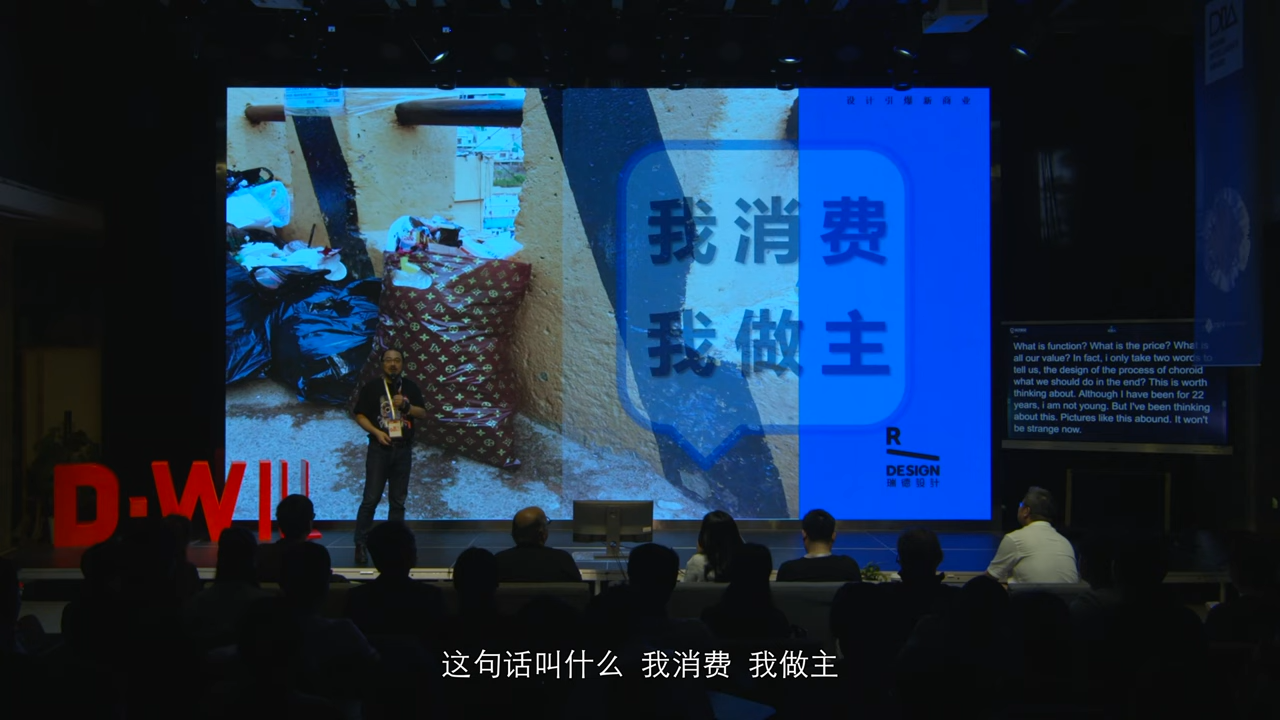 设计引爆新商业
我消费
我做主
R
DESIGN
瑞德设计
What is function? What is the price? What is
all our value? In fact, i only take two words to
tell us, the design of the process of choroid
what we should do in the end? This is worth
thinking about. Although I have been for 22
years, i am not young. But I've been thinking
about this. Pictures like this abound. It won't
be strange now.
D·WILL
这句话叫什么 我消费 我做主